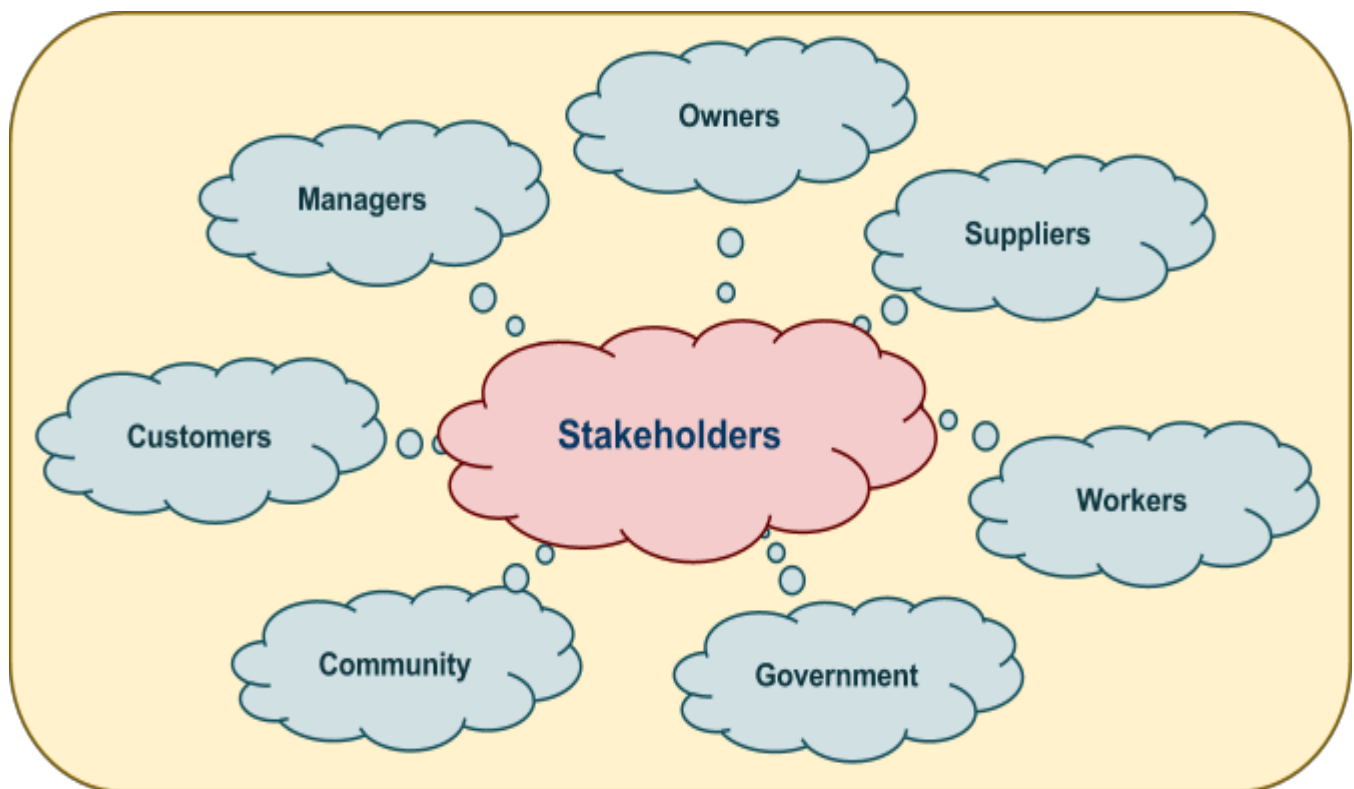 Owners
Managers
Suppliers
Stakeholders
Customers
Workers
Community
Government